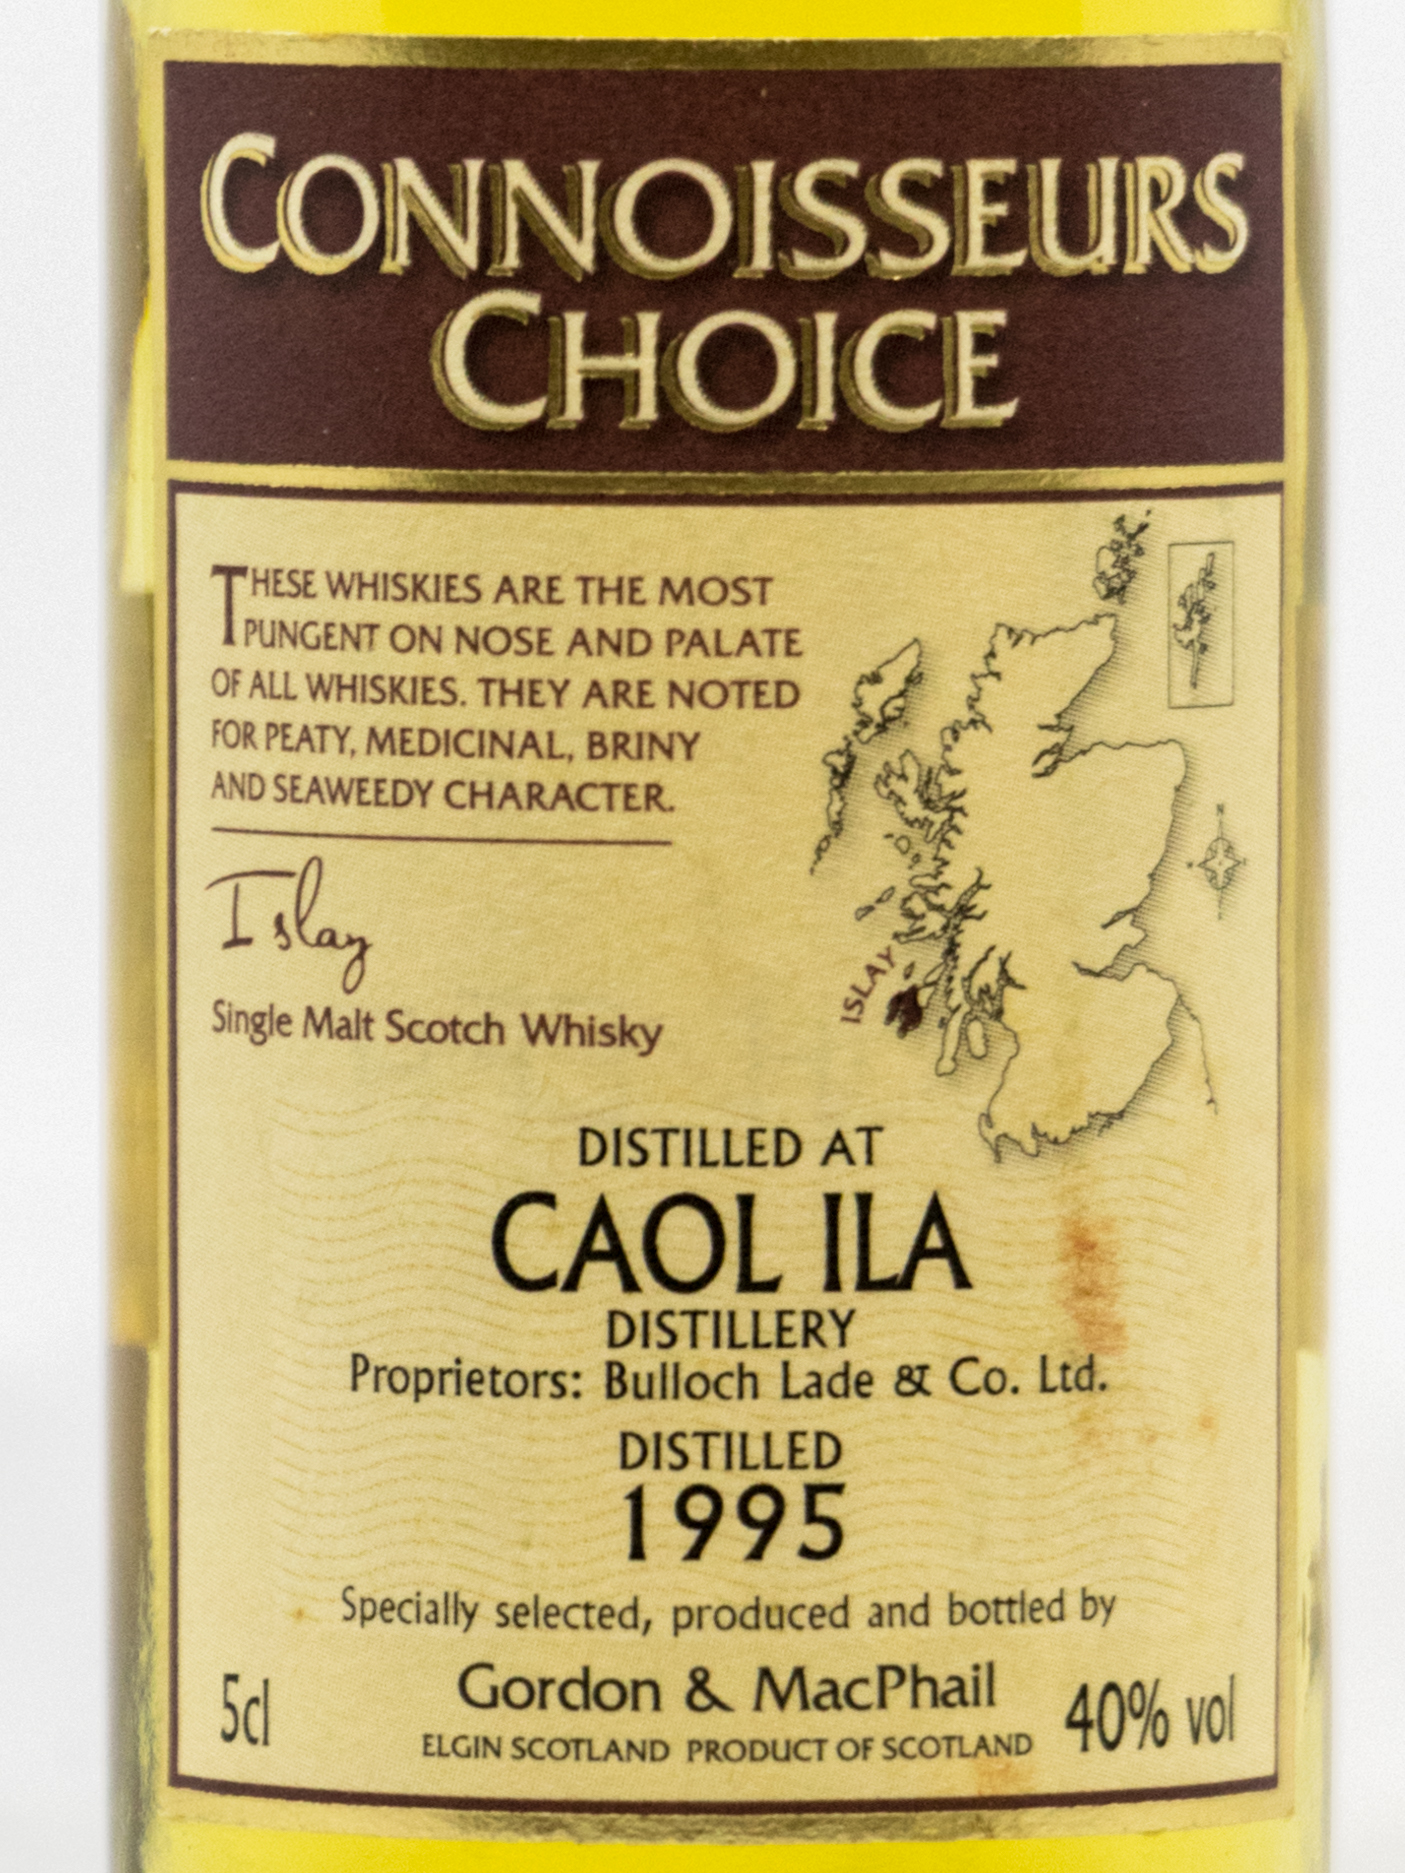 CONNOISSEURS
CHOICE
THESE WHISKIES ARE THE MOST
PUNGENT ON NOSE AND PALATE
OF ALL WHISKIES. THEY ARE NOTED
FOR PEATY, MEDICINAL, BRINY
AND SEAWEEDY CHARACTER.
Islay
Single Malt Scotch Whisky
N
ISLAY
DISTILLED AT
CAOL ILA
DISTILLERY
Proprietors: Bulloch Lade & Co. Ltd.
DISTILLED
1995
Specially selected, produced and bottled by
5cl Gordon & MacPhail 40% vol
ELGIN SCOTLAND PRODUCT OF SCOTLAND